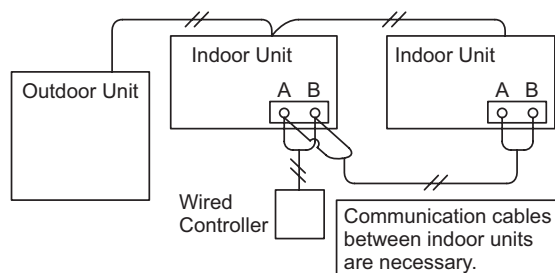 Indoor Unit
Indoor Unit
Outdoor Unit
A B
A B
Wired
Controller
Communication cables
between indoor units
are necessary.